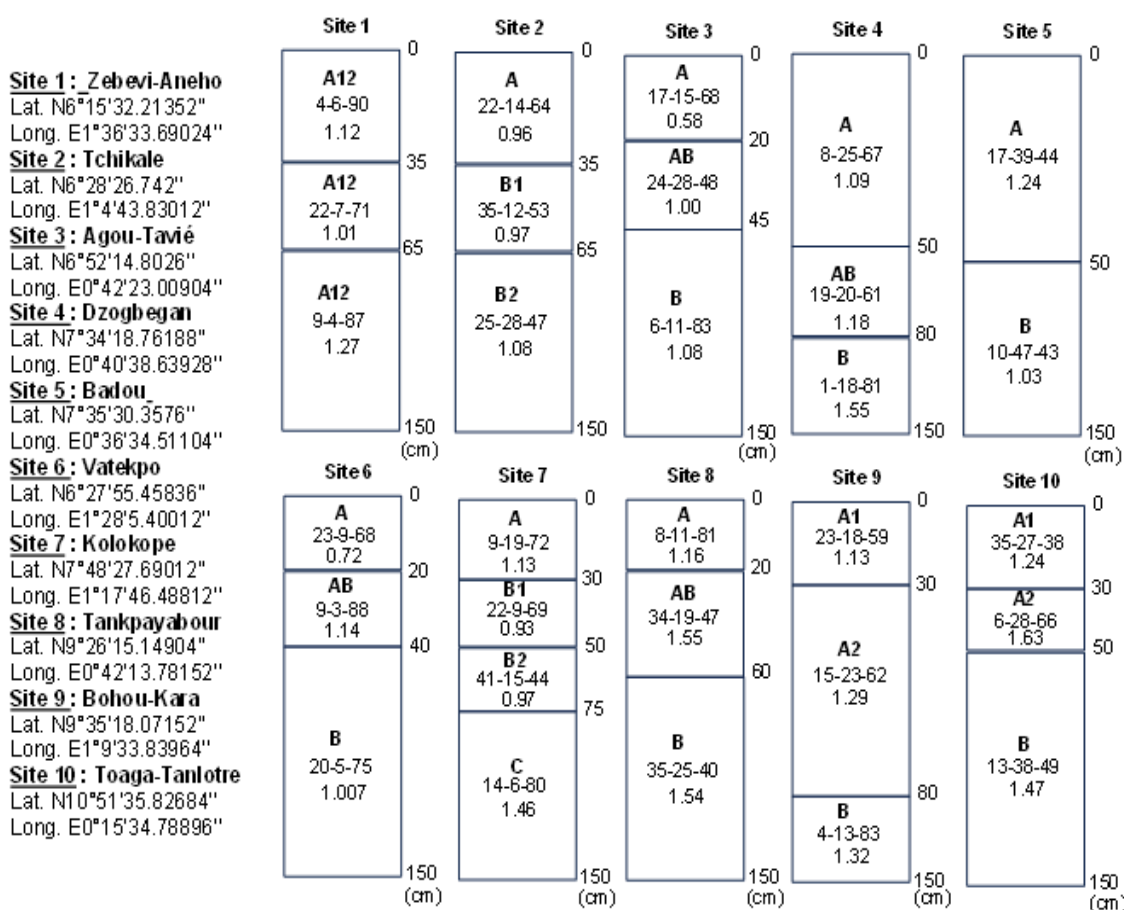 Site 1 : Zebevi-Aneho
Lat. N6°15'32.21352"
Long. E1°36'33.69024"
Site 2 : Tchikale
Lat. N6°28'26.742"
Long. E1°4'43.83012"
Site 3 : Agou-Tavié
Lat. N6°52'14.8026"
Long. E0°42'23.00904"
Site 4 : Dzogbegan
Lat. N7°34'18.76188"
Long. E0°40'38.63928"
Site 5 : Badou
Lat. N7°35'30.3576"
Long. E0°36'34.51104"
Site 6 : Vatekpo
Lat. N6°27'55.45836"
Long. E1°28'5.40012"
Site 7 : Kolokope
Lat. N7°48'27.69012"
Long. E1°17'46.48812"
Site 8 : Tankpayabour
Lat. N9°26'15.14904"
Long. E0°42'13.78152"
Site 9 : Bohou-Kara
Lat. N9°35'18.07152"
Long. E1°9'33.83964"
Site 10 : Toaga-Tanlotre
Lat. N10°51'35.82684"
Long. E0°15'34.78896"
Site 1
0
A12
4-6-90
1.12
35
A12
22-7-71
1.01
65
A12
9-4-87
1.27
150
(cm)
Site 2
0
A
22-14-64
0.96
35
B1
35-12-53
0.97
65
B2
25-28-47
1.08
150
(cm)
Site 3
0
A
17-15-68
0.58
20
AB
24-28-48
1.00
45
B
6-11-83
1.08
150
(cm)
Site 4
0
A
8-25-67
1.09
50
AB
19-20-61
1.18
80
B
1-18-81
1.55
150
(cm)
Site 5
0
A
17-39-44
1.24
50
B
10-47-43
1.03
150
(cm)
Site 6
0
A
23-9-68
0.72
20
AB
9-3-88
1.14
40
B
20-5-75
1.007
150
(cm)
Site 7
0
A
9-19-72
1.13
30
B1
22-9-69
0.93
50
B2
41-15-44
0.97
75
C
14-6-80
1.46
150
(cm)
Site 8
0
A
8-11-81
1.16
20
AB
34-19-47
1.55
60
B
35-25-40
1.54
150
(cm)
Site 9
0
A1
23-18-59
1.13
30
A2
15-23-62
1.29
80
B
4-13-83
1.32
150
(cm)
Site 10
0
A1
35-27-38
1.24
30
A2
6-28-66
1.63
50
B
13-38-49
1.47
150
(cm)